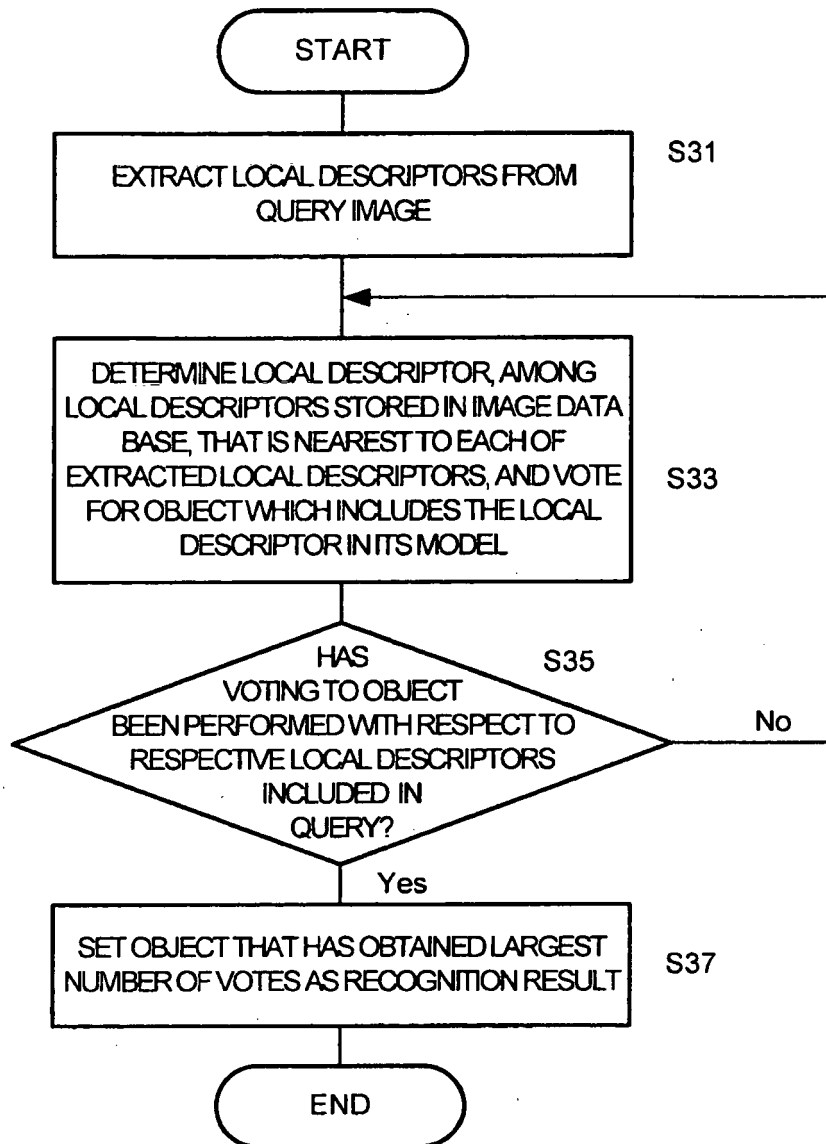 START
S31
EXTRACT LOCAL DESCRIPTORS FROM
QUERY IMAGE
DETERMINE LOCAL DESCRIPTOR, AMONG
LOCAL DESCRIPTORS STORED IN IMAGE DATA
BASE, THAT IS NEAREST TO EACH OF
EXTRACTED LOCAL DESCRIPTORS, AND VOTE
FOR OBJECT WHICH INCLUDES THE LOCAL
DESCRIPTOR IN ITS MODEL
S33
HAS
S35
VOTING TO OBJECT
BEEN PERFORMED WITH RESPECT TO
RESPECTIVE LOCAL DESCRIPTORS
INCLUDED IN
QUERY?
No
Yes
SET OBJECT THAT HAS OBTAINED LARGEST
NUMBER OF VOTES AS RECOGNITION RESULT
S37
END